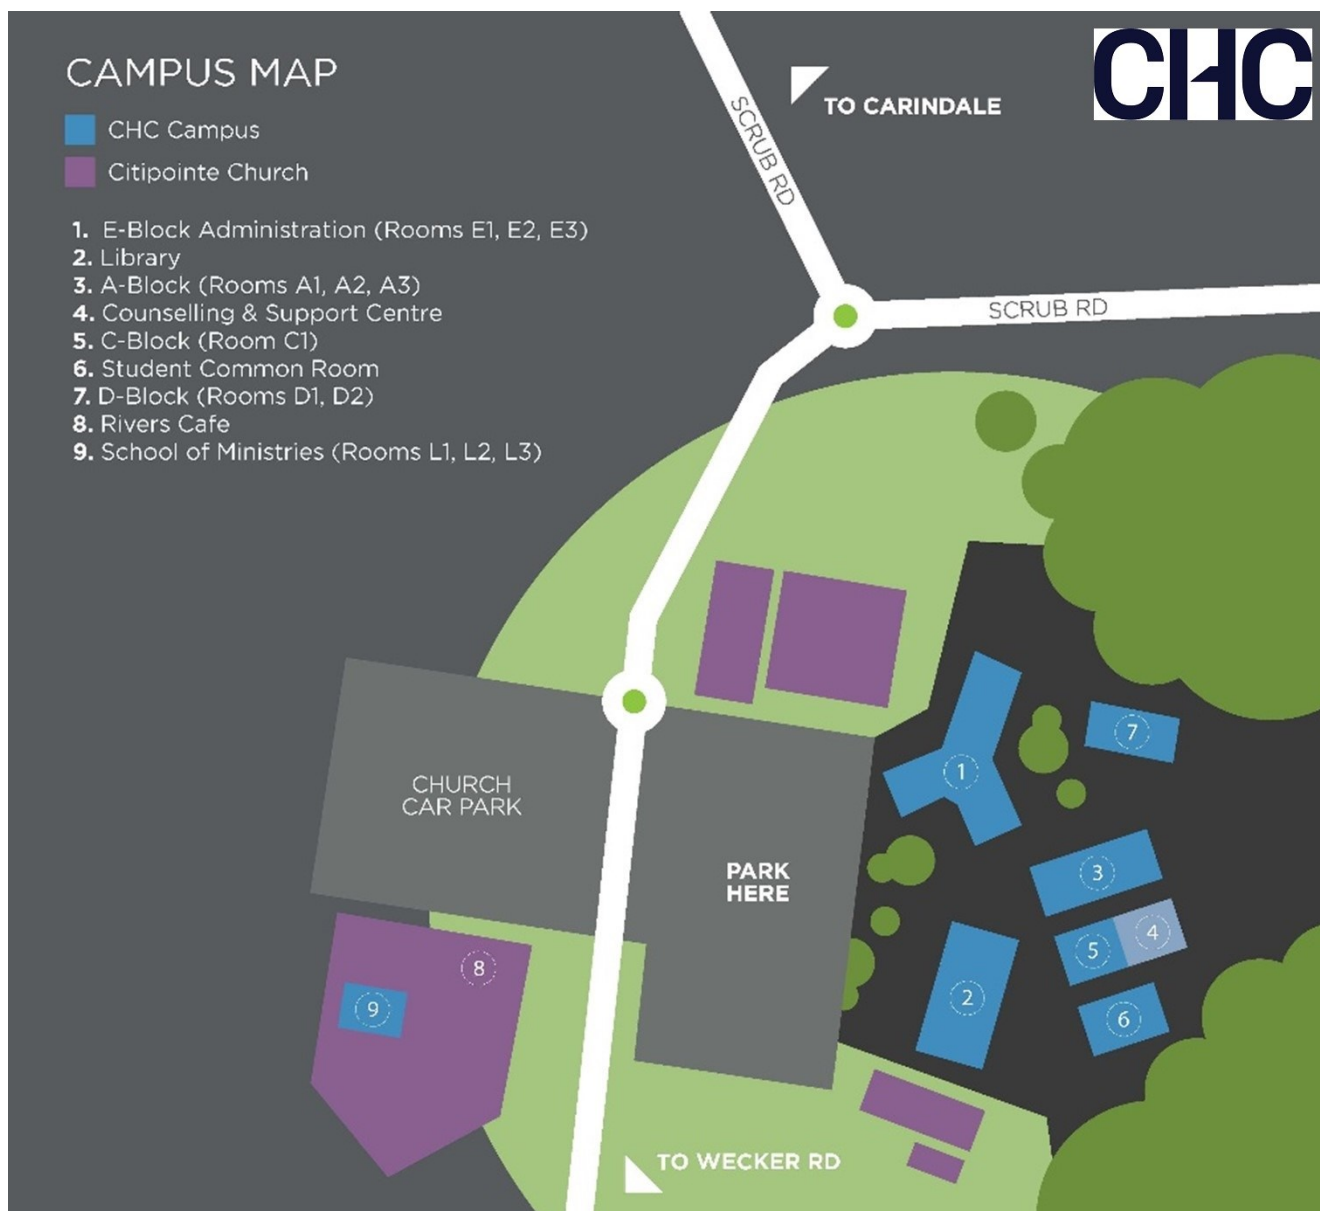 CAMPUS MAP
CHC
CHC Campus
Citipointe Church
1. E-Block Administration (Rooms E1, E2, E3)
2. Library
3. A-Block (Rooms A1, A2, A3)
4. Counselling & Support Centre
5. C-Block (Room C1)
6. Student Common Room
7. D-Block (Rooms D1, D2)
8. Rivers Cafe
9. School of Ministries (Rooms L1, L2, L3)
TO CARINDALE
SCRUB RD
SCRUB RD
7
1
CHURCH
CAR PARK
PARK
HERE
3
4
5
8
2
9
6
TO WECKER RD